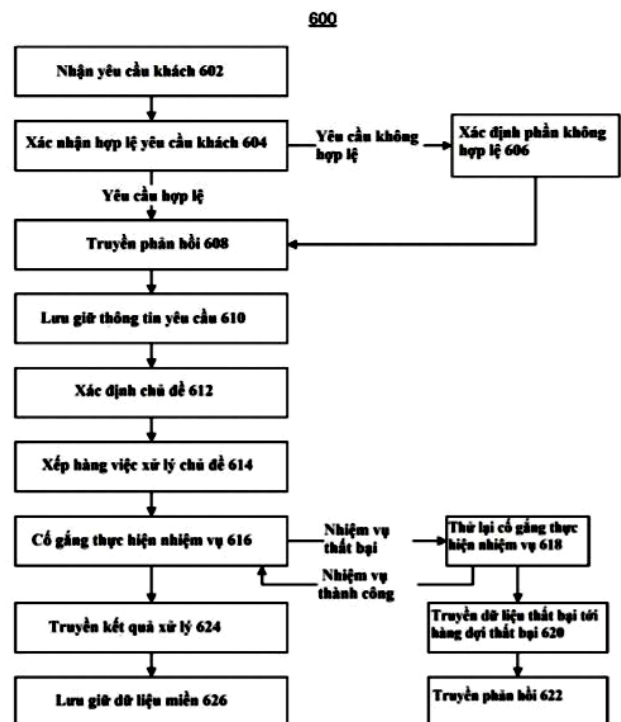 600
Nhận yêu cầu khách 602
Xác nhận hợp lệ yêu cầu khách 604
Yêu cầu không
hợp lệ
Xác định phần không
hợp lệ 606
Yêu cầu hợp lệ
Truyền phản hồi 608
Lưu giữ thông tin yêu cầu 610
Xác định chủ đề 612
Xếp hàng việc xử lý chủ đề 614
Cố gắng thực hiện nhiệm vụ 616
Nhiệm vụ
thất bại
Thử lại cố gắng thực
hiện nhiệm vụ 618
Nhiệm vụ
thành công
Truyền kết quả xử lý 624
Truyền dữ liệu thất bại tới
hàng đợi thất bại 620
Lưu giữ dữ liệu miền 626
Truyền phản hồi 622